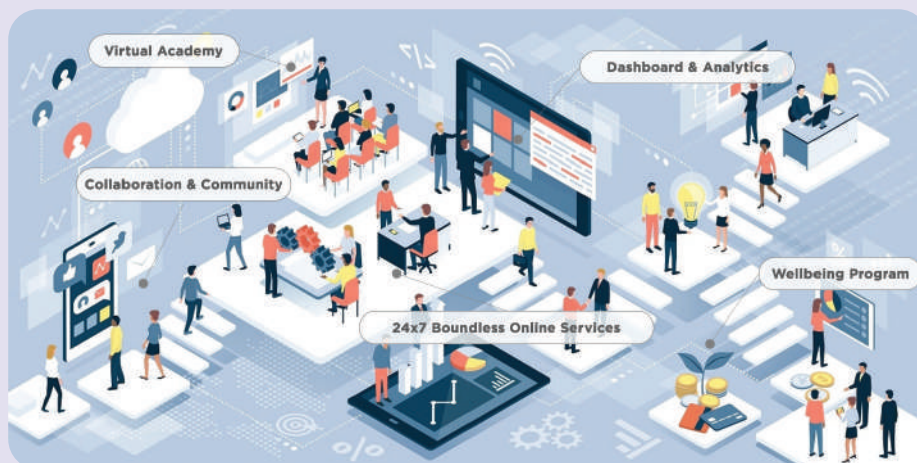 Virtual Academy
Dashboard & Analytics
Collaboration & Community
Wellbeing Program
24x7 Boundless Online Services